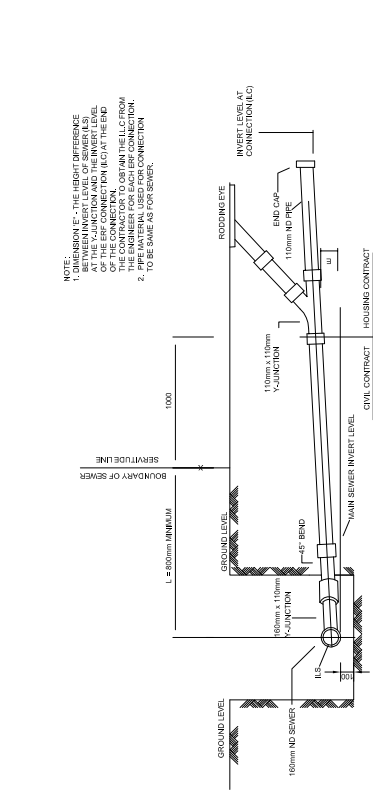 NOTE :
1. DIMENSION 'E' - THE HEIGHT DIFFERENCE
BETWEEN INVERT LEVEL OF SEWER (ILS)
AT THE Y-JUNCTION AND THE INVERT LEVEL
OF THE ERF CONNECTION (ILC) AT THE END
OF THE CONNECTION.
THE CONTRACTOR TO OBTAIN THE I.L.C FROM
THE ENGINEER FOR EACH ERF CONNECTION.
2. PIPE MATERIAL USED FOR CONNECTION
TO BE SAME AS FOR SEWER.
L = 800mm MINIMUM
1000
BOUNDARY OF SEWER
SERVITUDE LINE
X
GROUND LEVEL
GROUND LEVEL
RODDING EYE
INVERT LEVEL AT
CONNECTION (ILC)
160mm x 110mm
Y-JUNCTION
45° BEND
110mm x 110mm
Y-JUNCTION
END CAP
110mm ND PIPE
160mm ND SEWER
ILS
100
MAIN SEWER INVERT LEVEL
E
CIVIL CONTRACT
HOUSING CONTRACT